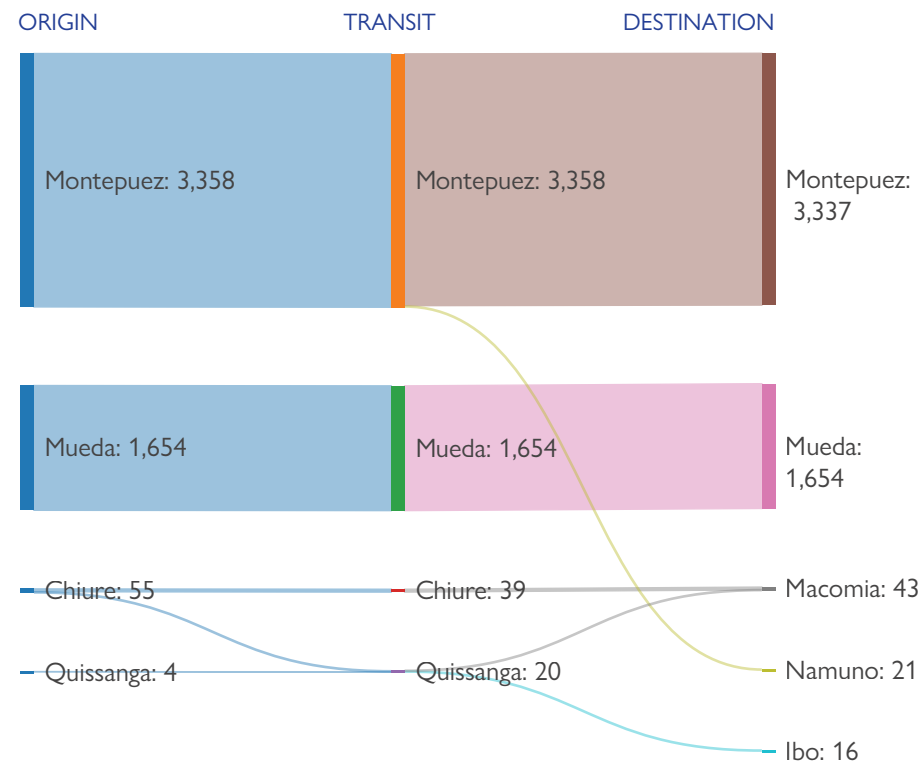 ORIGIN TRANSIT DESTINATION
Montepuez: 3,358 Montepuez: 3,358 Montepuez:
3,337
Mueda: 1,654 Mueda: 1,654 Mueda:
1,654
Chiure: 55 Chiure: 39 Macomia: 43
Quissanga: 4 Quissanga: 20 Namuno: 21
Ibo: 16